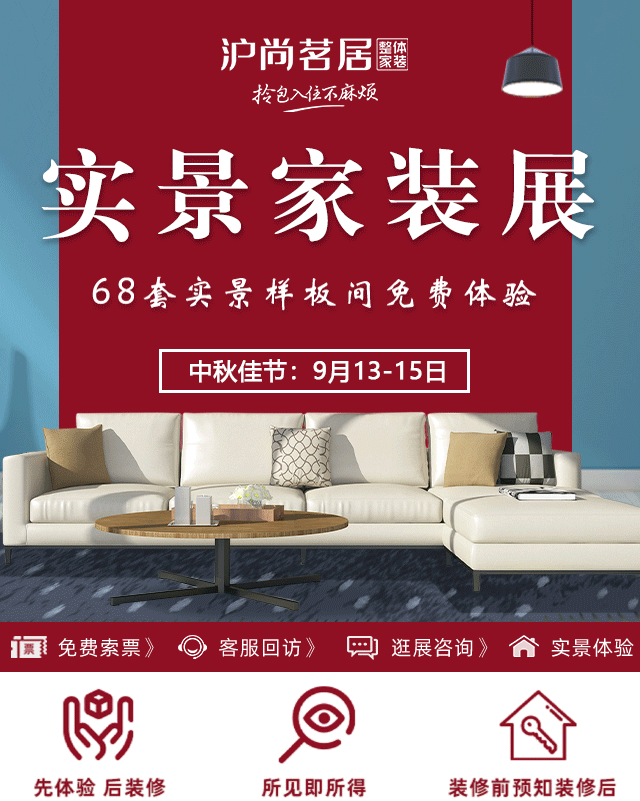 沪尚茗居 整体家装
拎包入住不麻烦
实景家装展
68套实景样板间免费体验
中秋佳节：9月13-15日
票 免费索票》 客服回访》 逛展咨询》 实景体验
先体验 后装修 所见即所得 装修前预知装修后